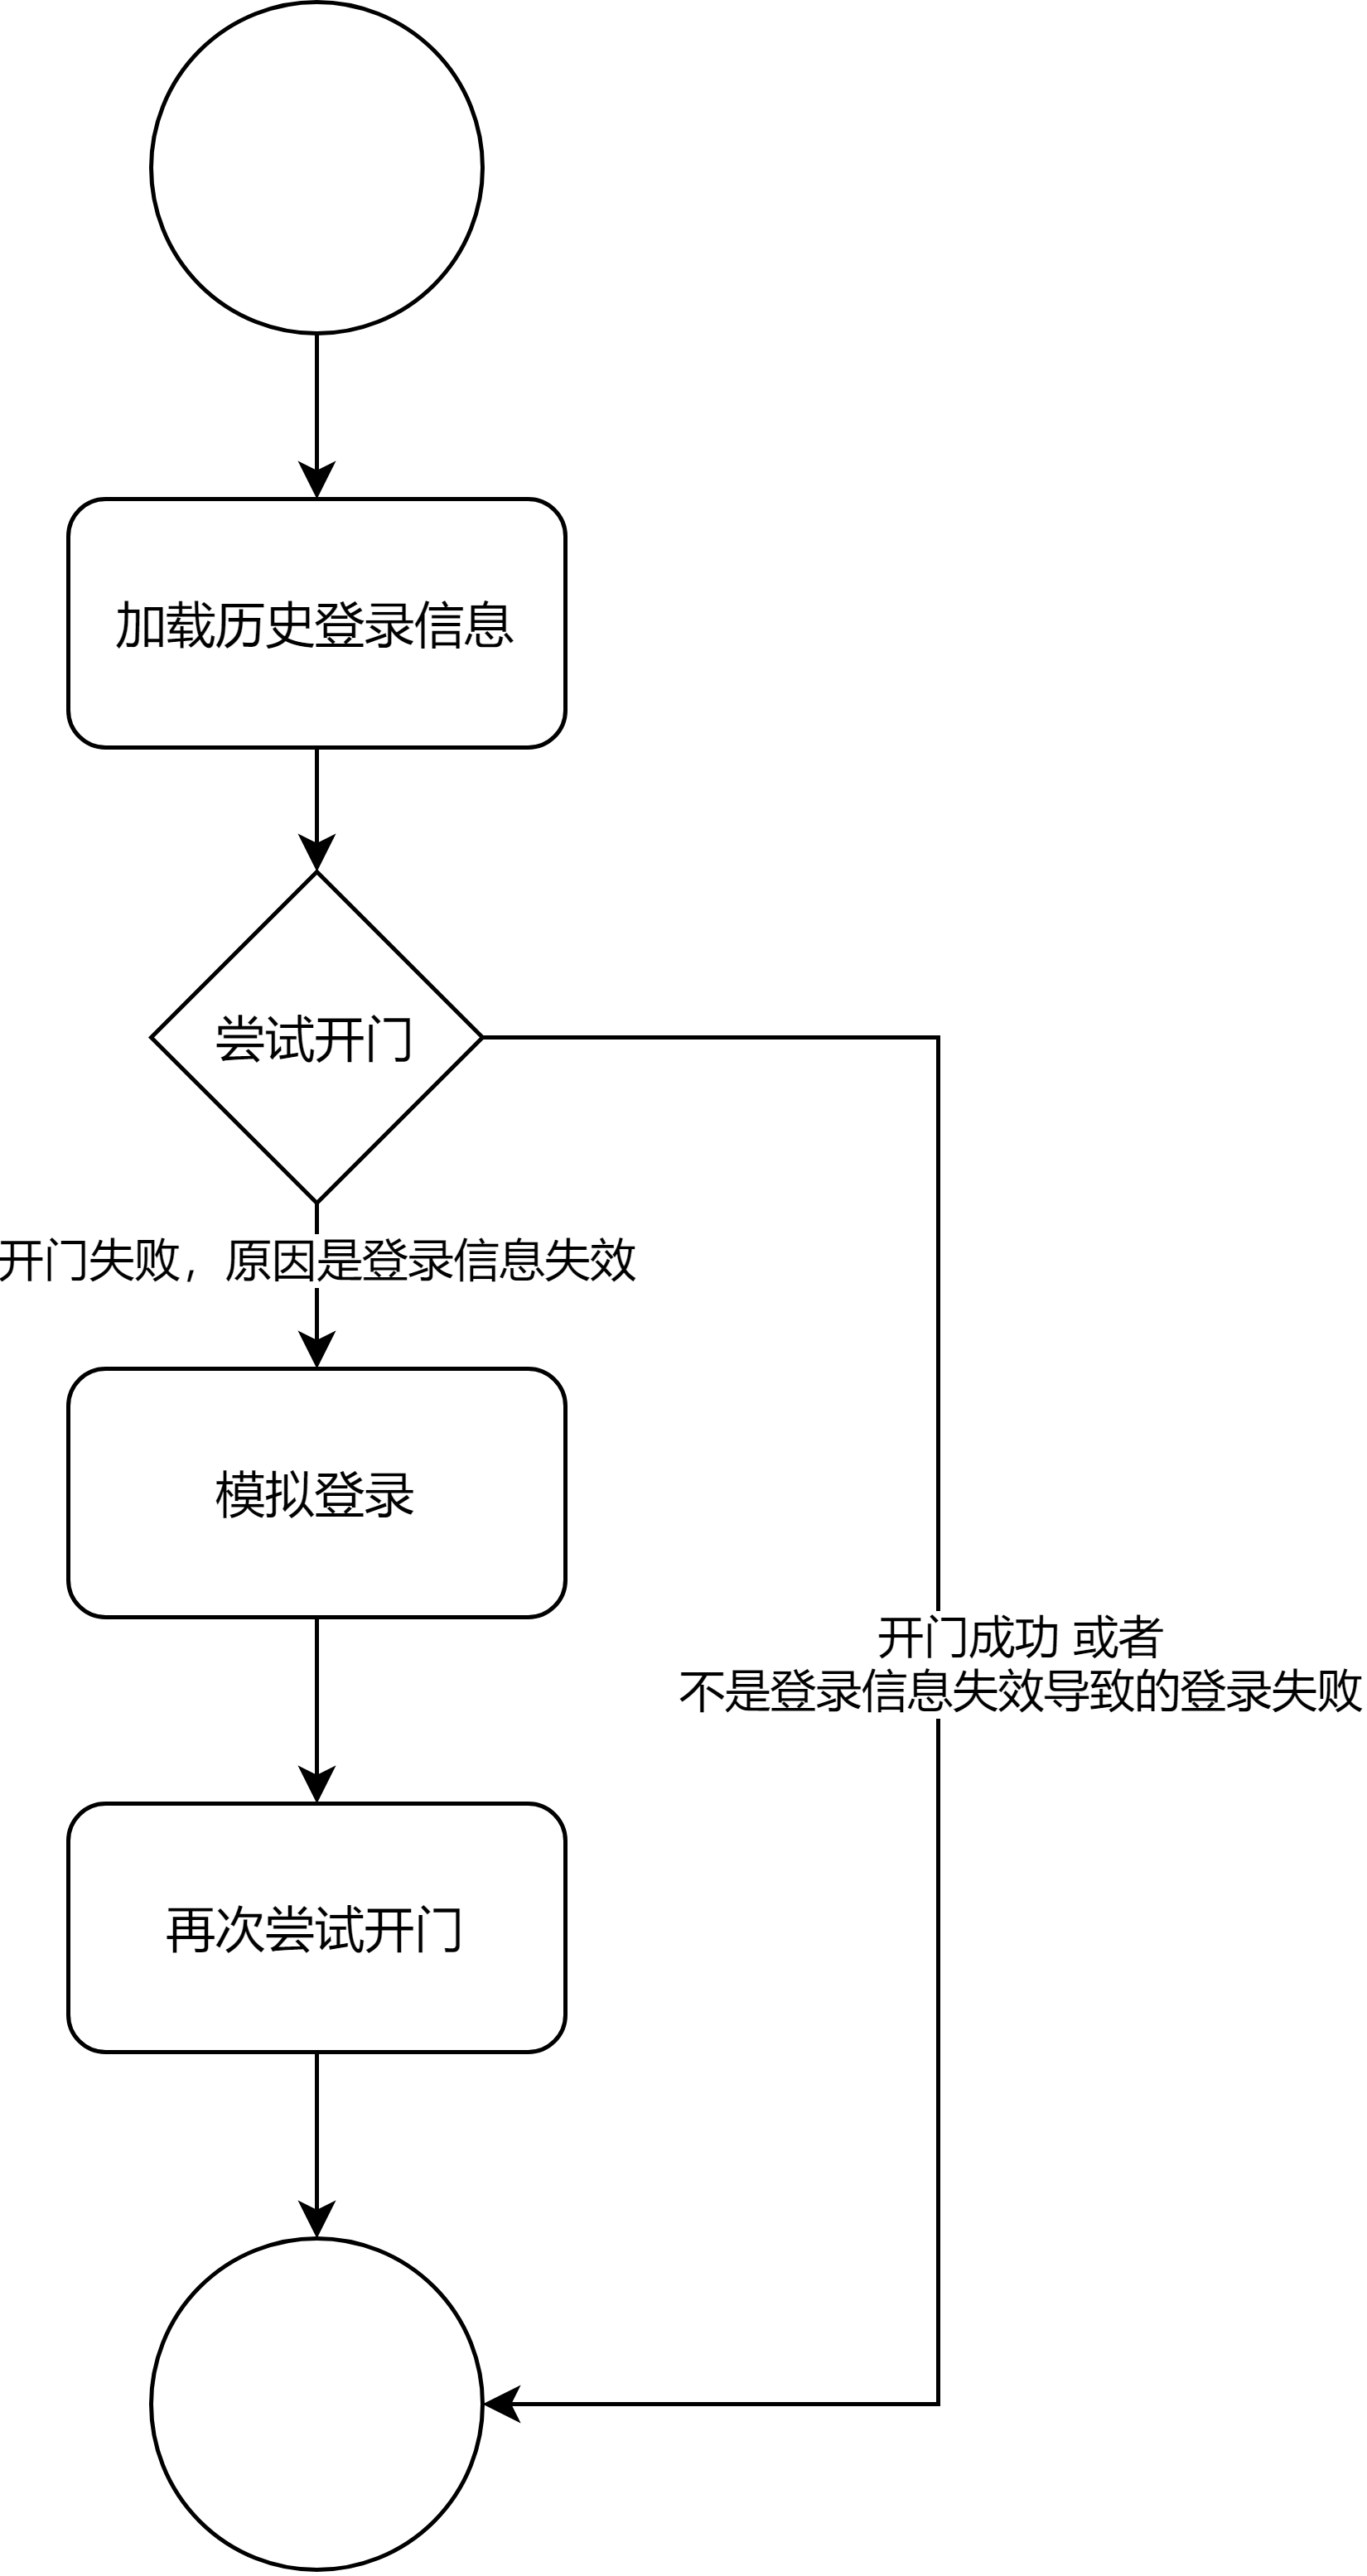 加载历史登录信息
尝试开门
开门失败，原因是登录信息失效
模拟登录
开门成功 或者
不是登录信息失效导致的登录失败
再次尝试开门